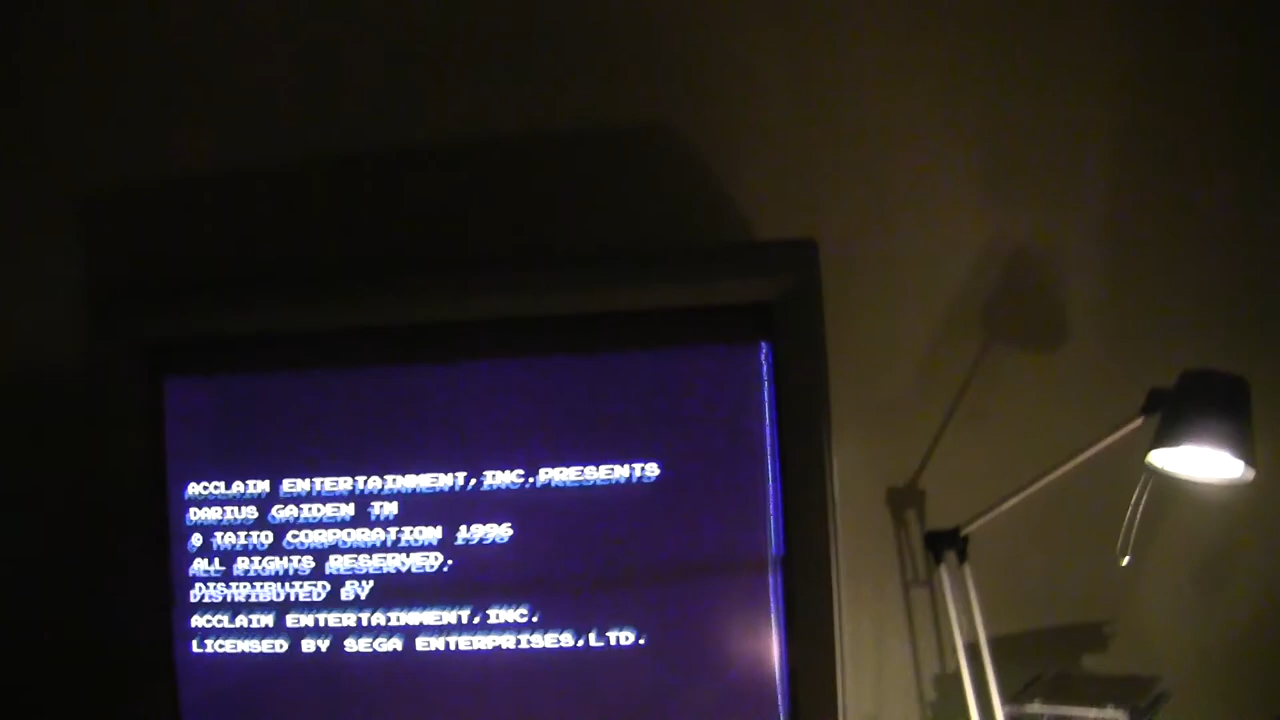 ACCLAIM ENTERTAINMENT,INC.PRESENTS
DARIUS GAIDEN TM
© TAITO CORPORATION 1996
ALL RIGHTS RESERVED.
DISTRIBUTED BY
ACCLAIM ENTERTAINMENT,INC.
LICENSED BY SEGA ENTERPRISES,LTD.